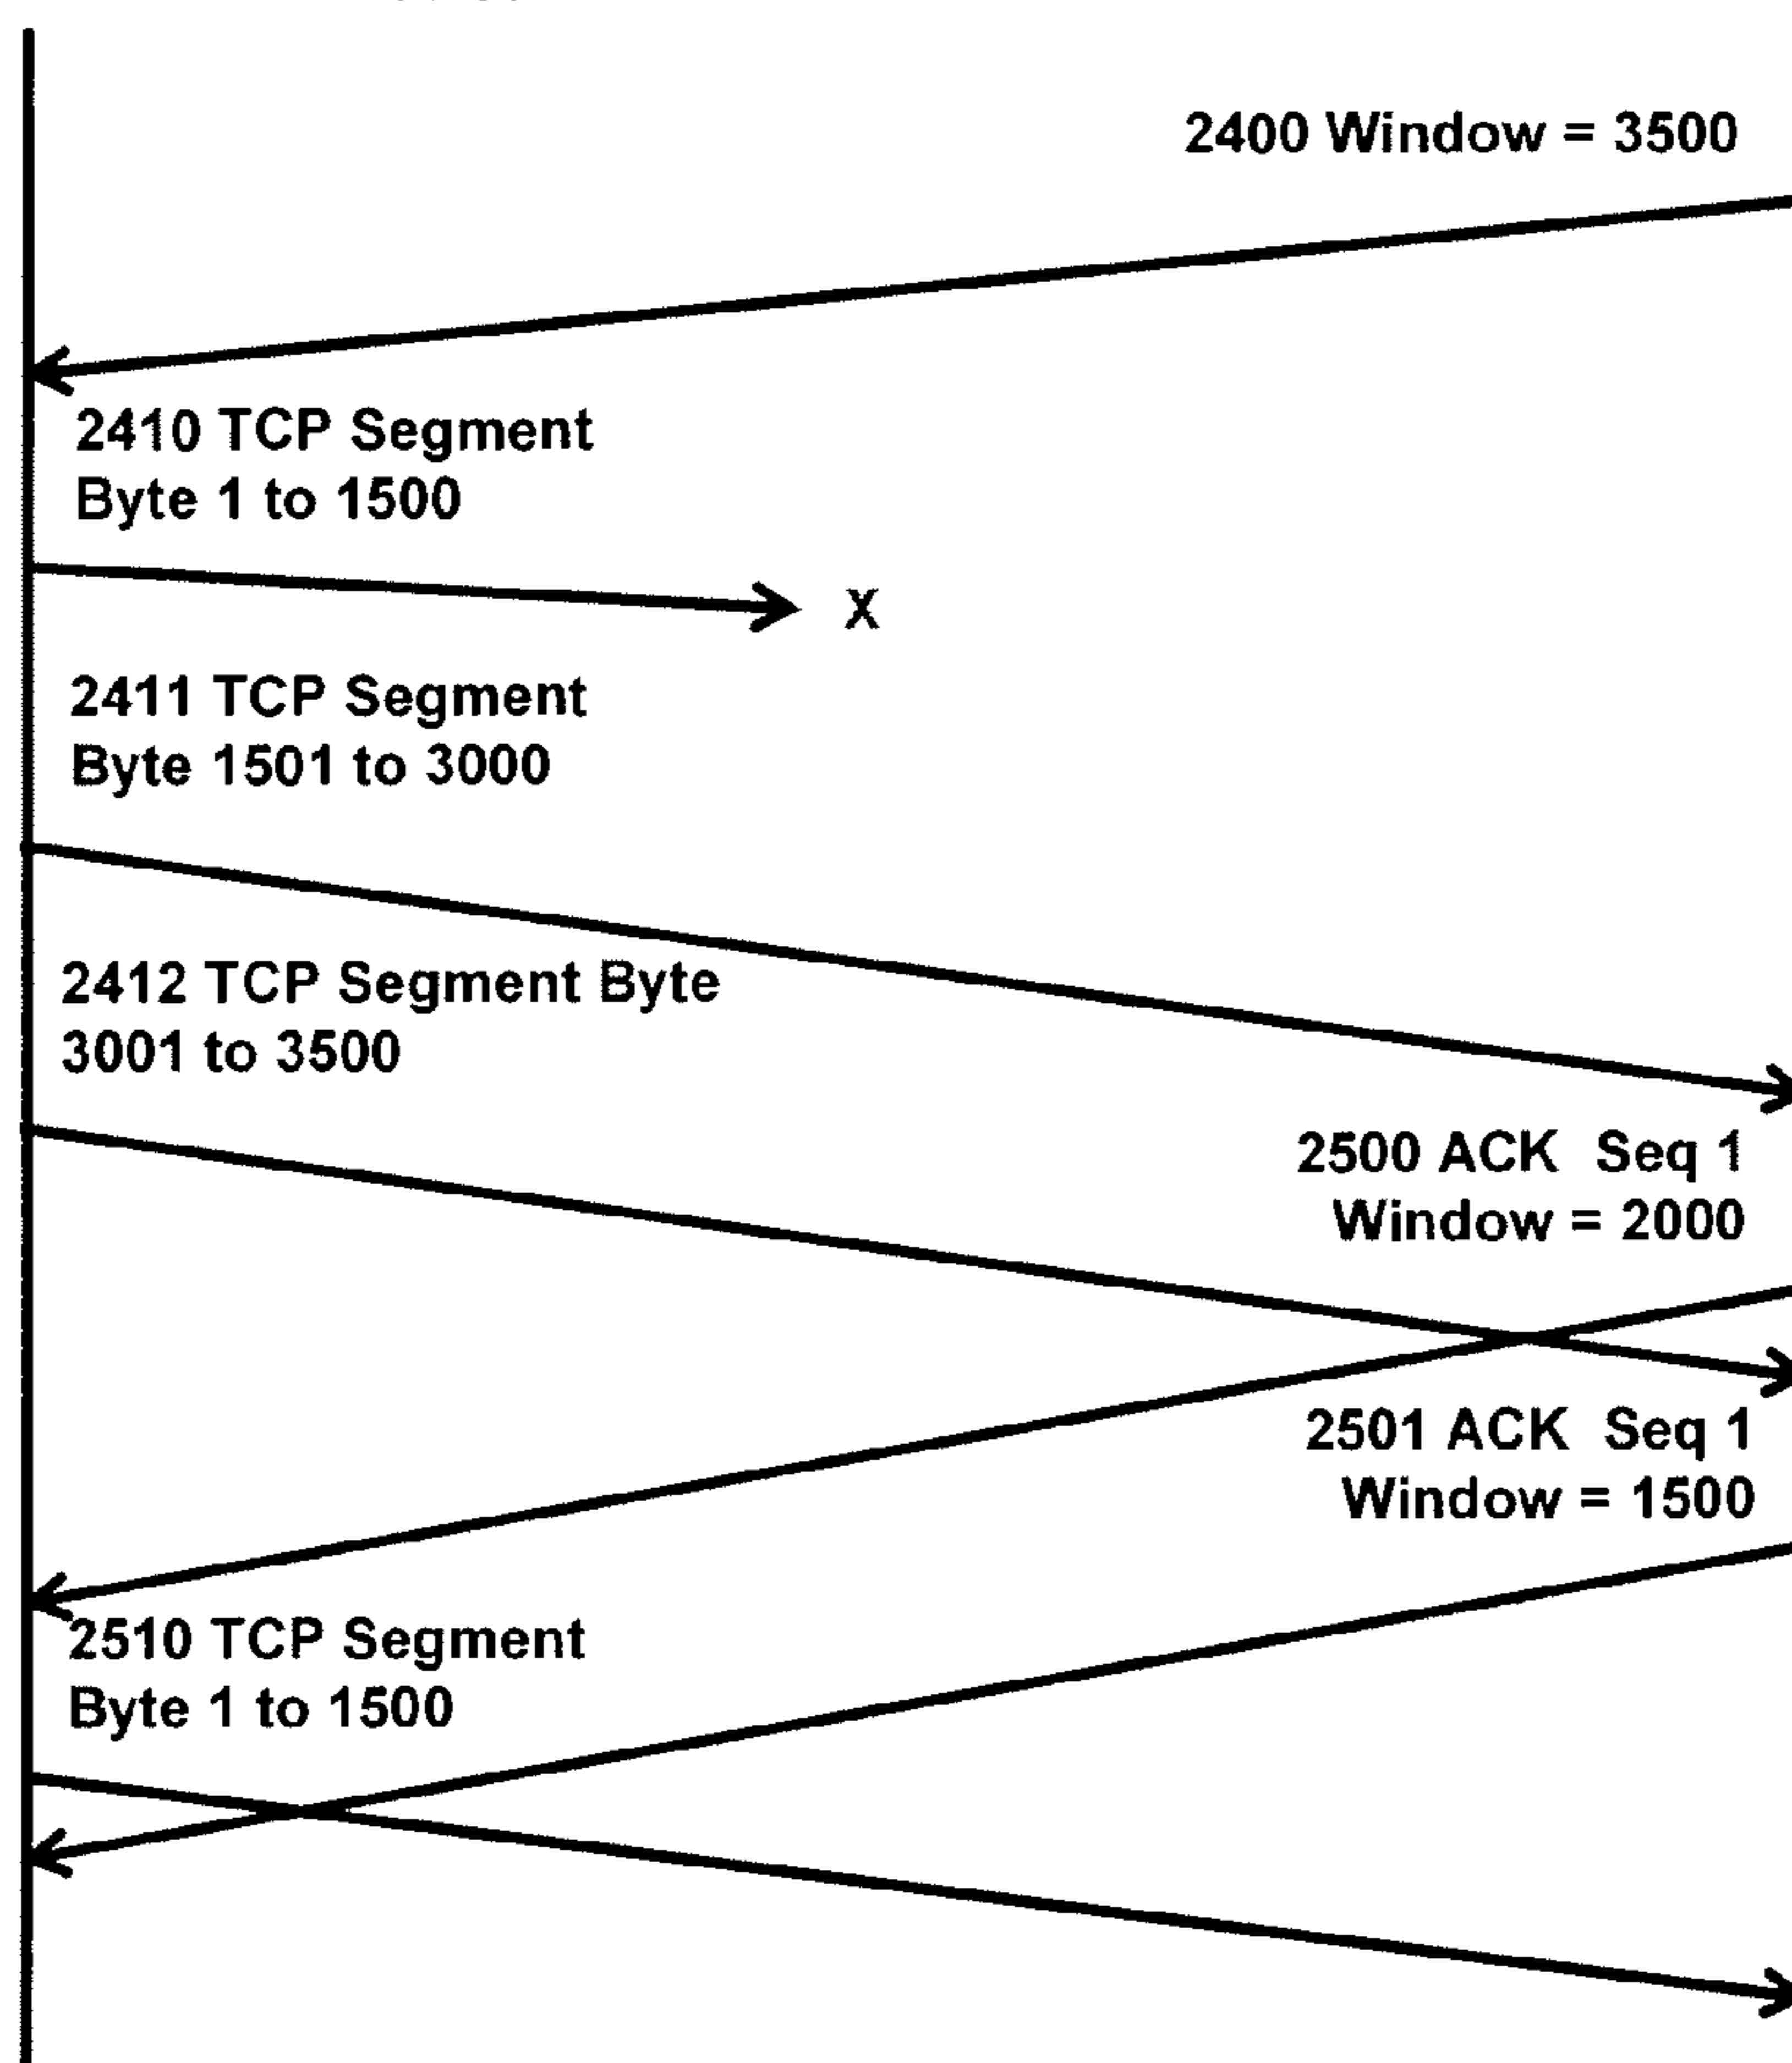 2400 Window = 3500
2410 TCP Segment
Byte 1 to 1500
X
2411 TCP Segment
Byte 1501 to 3000
2412 TCP Segment Byte
3001 to 3500
2500 ACK Seq 1
Window = 2000
2501 ACK Seq 1
Window = 1500
2510 TCP Segment
Byte 1 to 1500